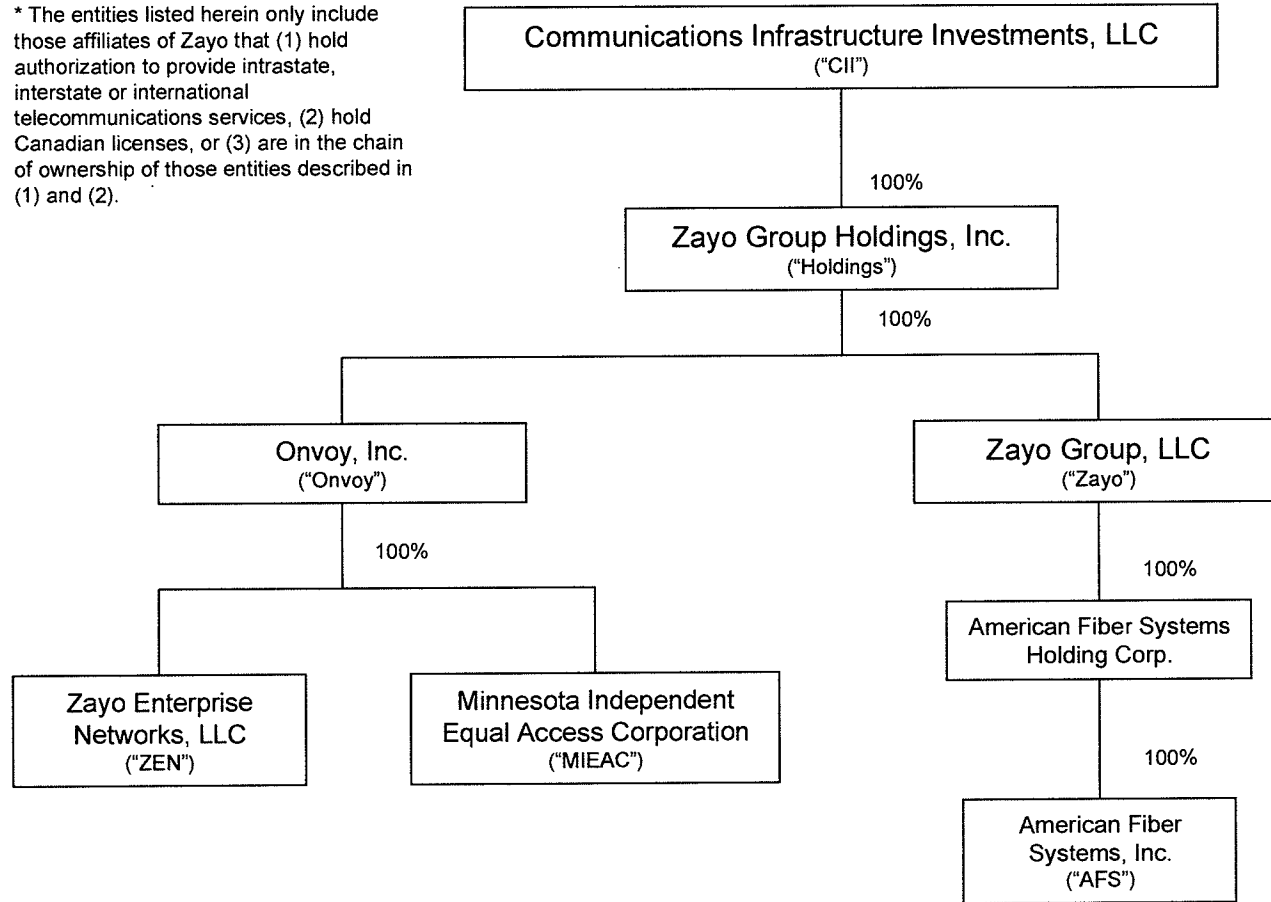 * The entities listed herein only include
those affiliates of Zayo that (1) hold
authorization to provide intrastate,
interstate or international
telecommunications services, (2) hold
Canadian licenses, or (3) are in the chain
of ownership of those entities described in
(1) and (2).
Communications Infrastructure Investments, LLC
("CII")
100%
Zayo Group Holdings, Inc.
("Holdings")
100%
Onvoy, Inc.
("Onvoy")
Zayo Group, LLC
("Zayo")
100%
100%
American Fiber Systems
Holding Corp.
Zayo Enterprise
Networks, LLC
("ZEN")
Minnesota Independent
Equal Access Corporation
("MIEAC")
100%
American Fiber
Systems, Inc.
("AFS")